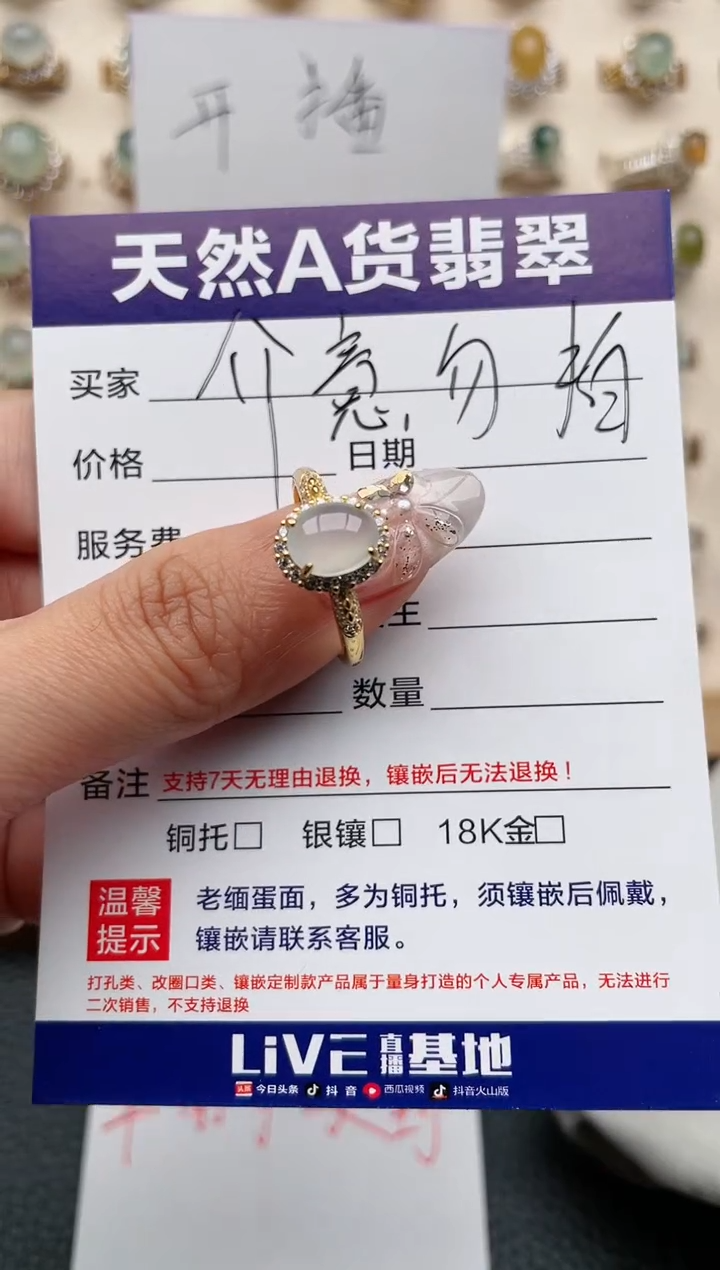 开播
天然A货翡翠
买家 介意勿拍
价格 日期
服务费
数量
备注 支持7天无理由退换，镶嵌后无法退换！
铜托□ 银镶□ 18K金□
温馨提示
老缅蛋面，多为铜托，须镶嵌后佩戴，
镶嵌请联系客服。
打孔类、改圈口类、镶嵌定制款产品属于量身打造的个人专属产品，无法进行
二次销售，不支持退换
LiVE直播基地
头条 今日头条 抖音 西瓜视频 抖音火山版